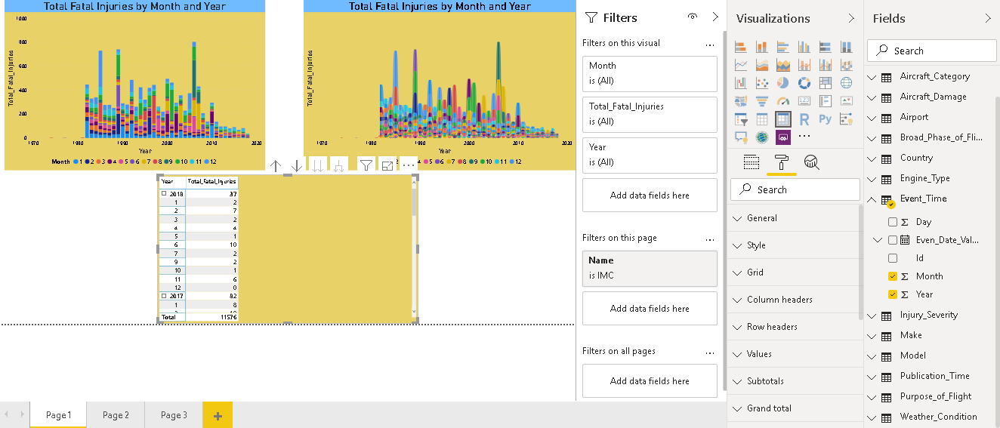 Total Fatal Injuries by Month and Year
1000
800
600
400
200
0
Total_Fatal_Injuries
1970 1980 1990 2000 2010 2020
Year
Month 1 2 3 4 5 6 7 8 9 10 11 12
Total Fatal Injuries by Month and Year
Total_Fatal_Injuries
1970 1980 1990 2000 2010 2020
Year
4 5 6 7 8 9 10 11 12
Year Total_Fatal_Injuries
2018 37
1 2
2 7
3 2
4 4
5 1
6 10
7 2
9 2
10 1
11 6
12 0
2017 82
1 8
Total 11576
Page 1 Page 2 Page 3 +
Filters
Filters on this visual ...
Month
is (All)
Total_Fatal_Injuries
is (All)
Year
is (All)
Add data fields here
Filters on this page ...
Name
is IMC
Add data fields here
Filters on all pages ...
Add data fields here
Visualizations
123
R Py
...
Search
General
Style
Grid
Column headers
Row headers
Values
Subtotals
Grand total
Fields
Search
Aircraft_Category
Aircraft_Damage
Airport
Broad_Phase_of_Fli...
Country
Engine_Type
Event_Time
Σ Day
Even_Date_Val...
Id
Σ Month
Σ Year
Injury_Severity
Make
Model
Publication_Time
Purpose_of_Flight
Weather_Condition